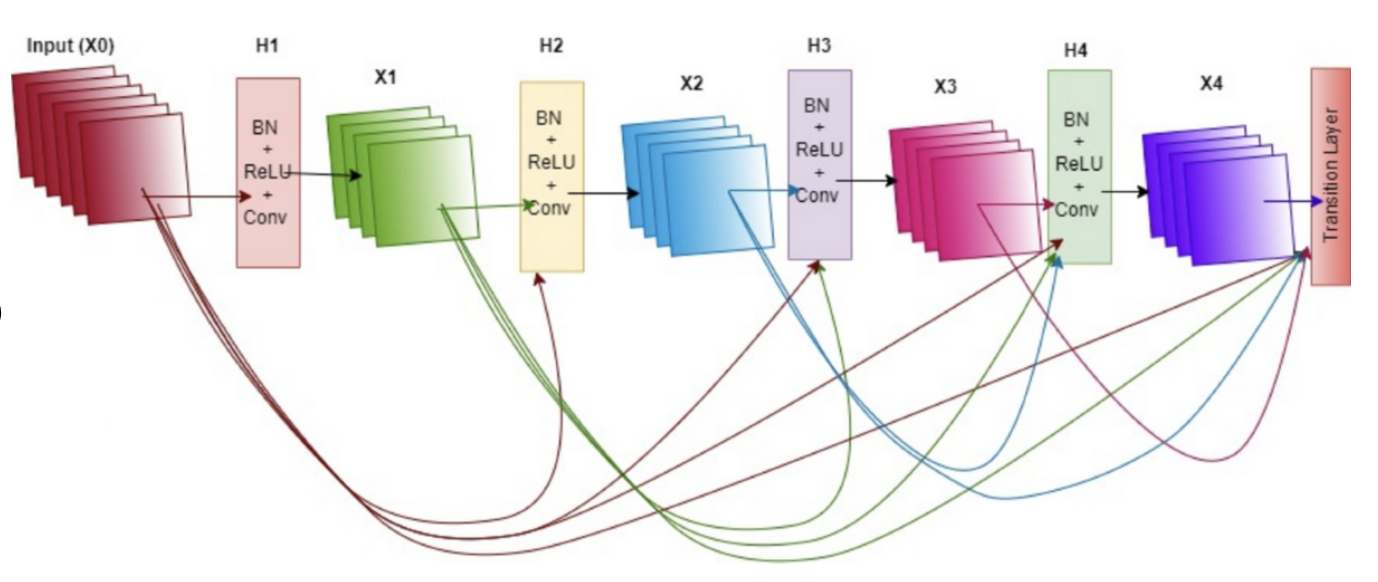 Input (X0)
H1
X1
H2
X2
H3
X3
H4
X4
BN
+
ReLU
+
Conv
BN
+
ReLU
+
Conv
BN
+
ReLU
+
Conv
BN
+
ReLU
+
Conv
Transition Layer
)